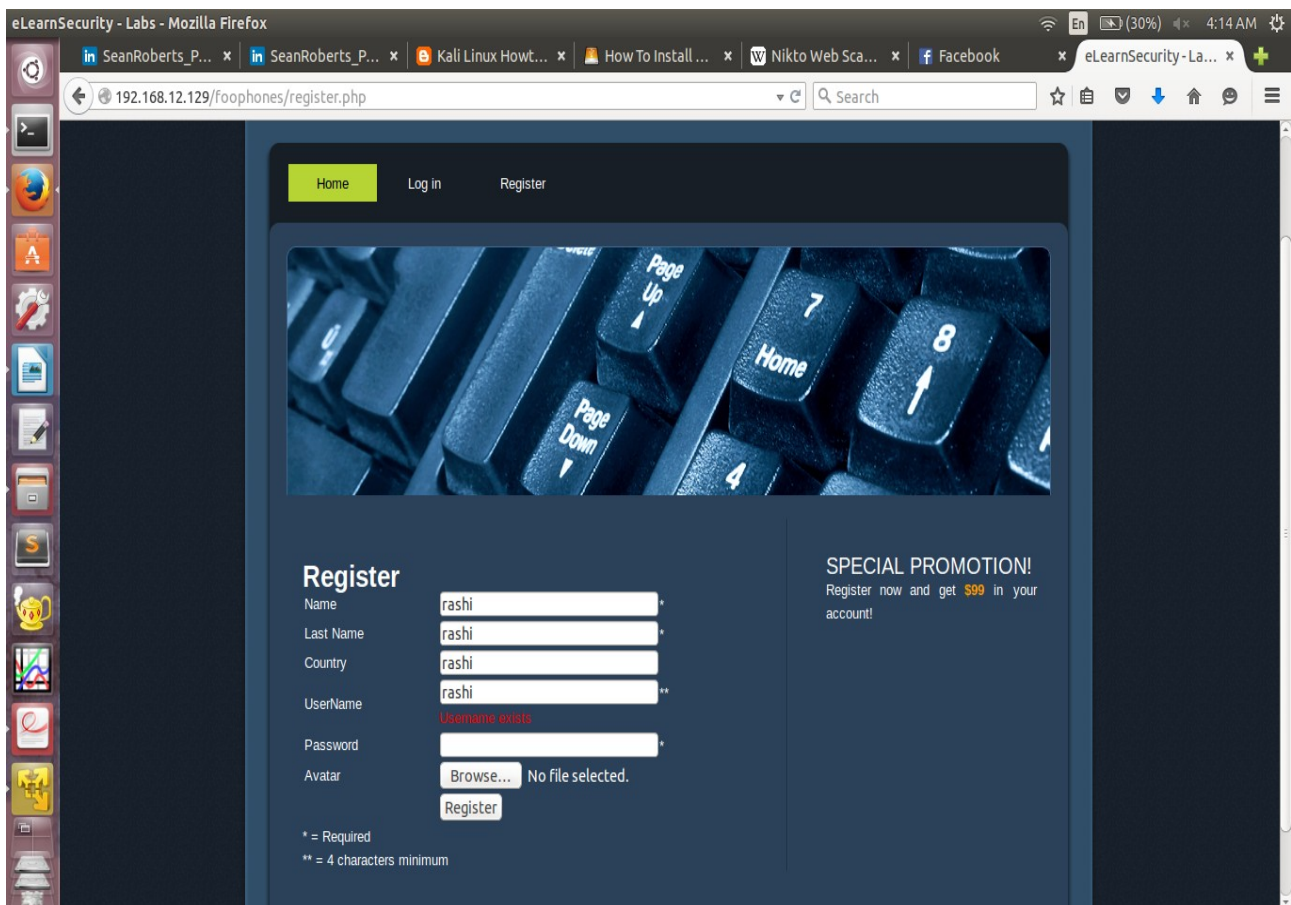 eLearnSecurity - Labs - Mozilla Firefox
En (30%) 4:14 AM
in SeanRoberts_P... × in SeanRoberts_P... × Kali Linux Howt... × How To Install ... × W Nikto Web Sca... × f Facebook × eLearnSecurity - La... ×
192.168.12.129/foophones/register.php Search
Home Log in Register
Delete
Page Up
7 Home
8
Page Down
4
Register
Name rashi *
Last Name rashi *
Country rashi
UserName rashi **
Username exists
Password *
Avatar Browse... No file selected.
Register
* = Required
** = 4 characters minimum
SPECIAL PROMOTION!
Register now and get $99 in your
account!